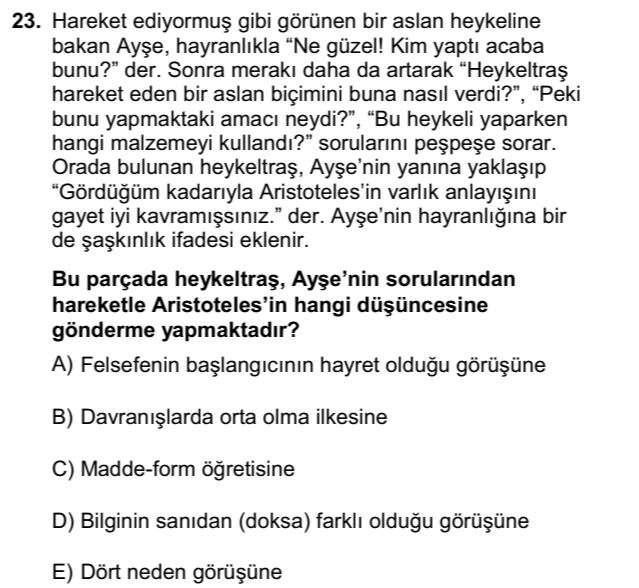 23. Hareket ediyormuş gibi görünen bir aslan heykeline
bakan Ayşe, hayranlıkla “Ne güzel! Kim yaptı acaba
bunu?” der. Sonra merakı daha da artarak “Heykeltraş
hareket eden bir aslan biçimini buna nasıl verdi?”, “Peki
bunu yapmaktaki amacı neydi?”, “Bu heykeli yaparken
hangi malzemeyi kullandı?” sorularını peşpeşe sorar.
Orada bulunan heykeltraş, Ayşe’nin yanına yaklaşıp
“Gördüğüm kadarıyla Aristoteles’in varlık anlayışını
gayet iyi kavramışsınız.” der. Ayşe’nin hayranlığına bir
de şaşkınlık ifadesi eklenir.
Bu parçada heykeltraş, Ayşe’nin sorularından
hareketle Aristoteles’in hangi düşüncesine
gönderme yapmaktadır?
A) Felsefenin başlangıcının hayret olduğu görüşüne
B) Davranışlarda orta olma ilkesine
C) Madde-form öğretisine
D) Bilginin sanıdan (doksa) farklı olduğu görüşüne
E) Dört neden görüşüne